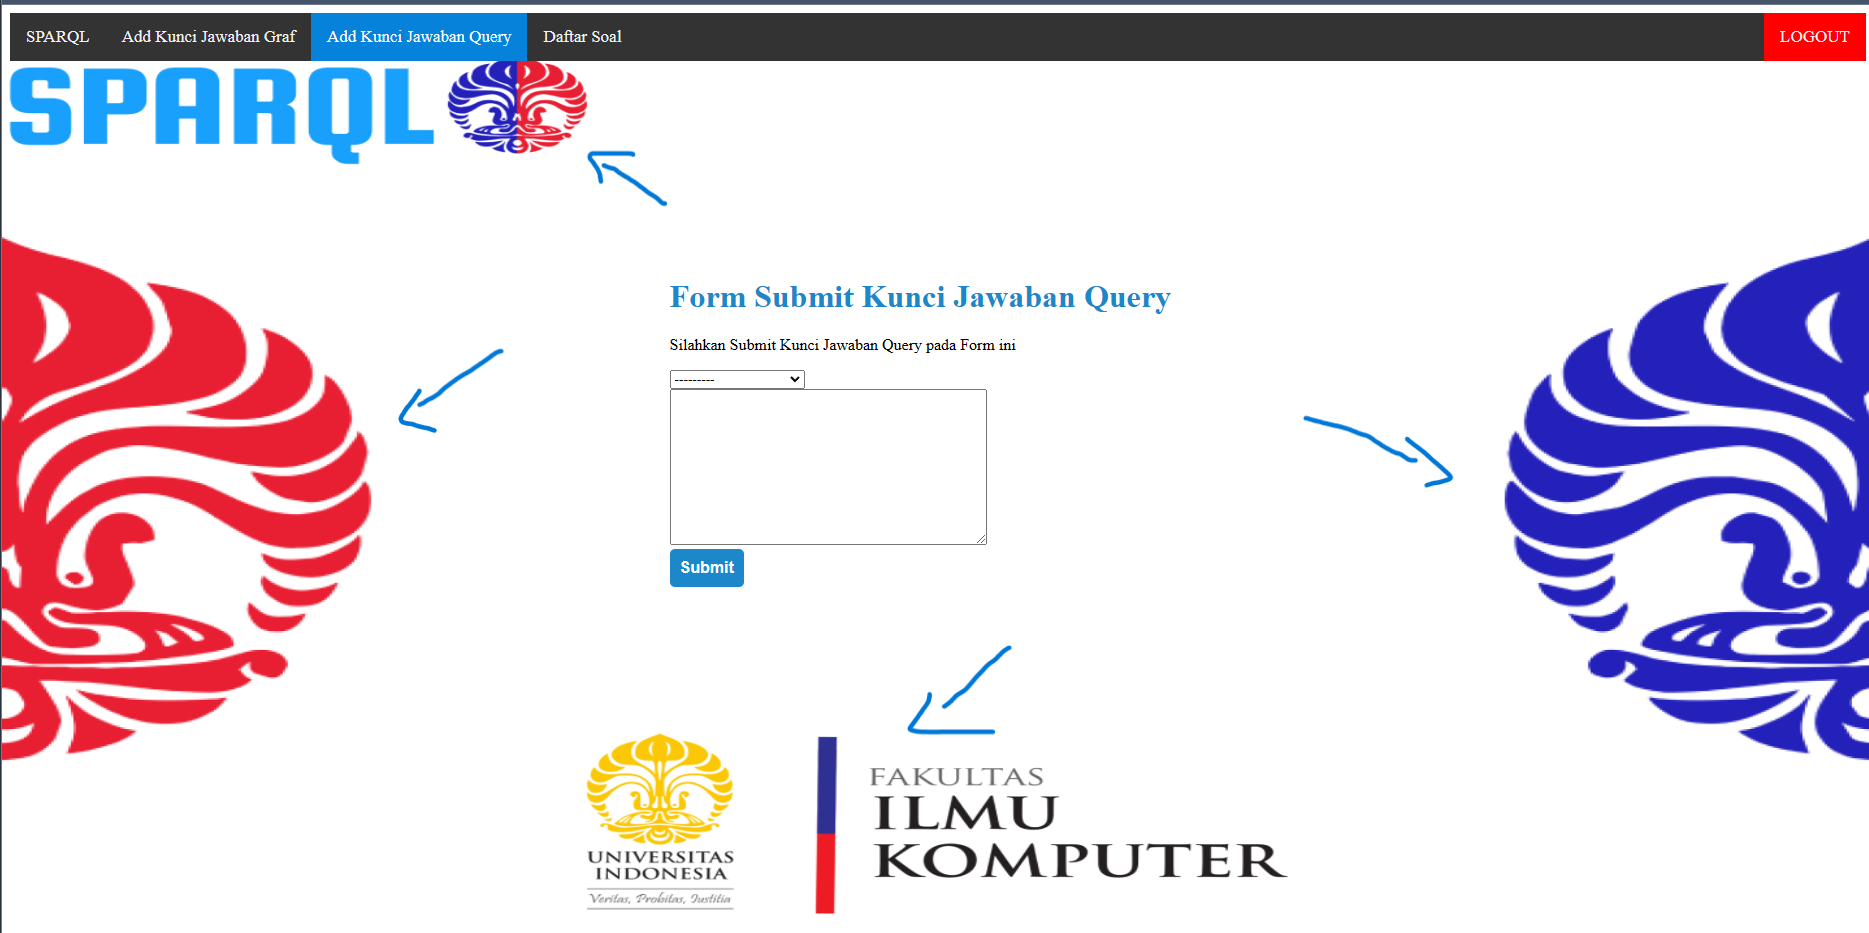 SPARQL Add Kunci Jawaban Graf Add Kunci Jawaban Query Daftar Soal LOGOUT
SPARQL
Form Submit Kunci Jawaban Query
Silahkan Submit Kunci Jawaban Query pada Form ini
---------
Submit
UNIVERSITAS
INDONESIA
Veritas, Probitas, Justitia
FAKULTAS
ILMU
KOMPUTER